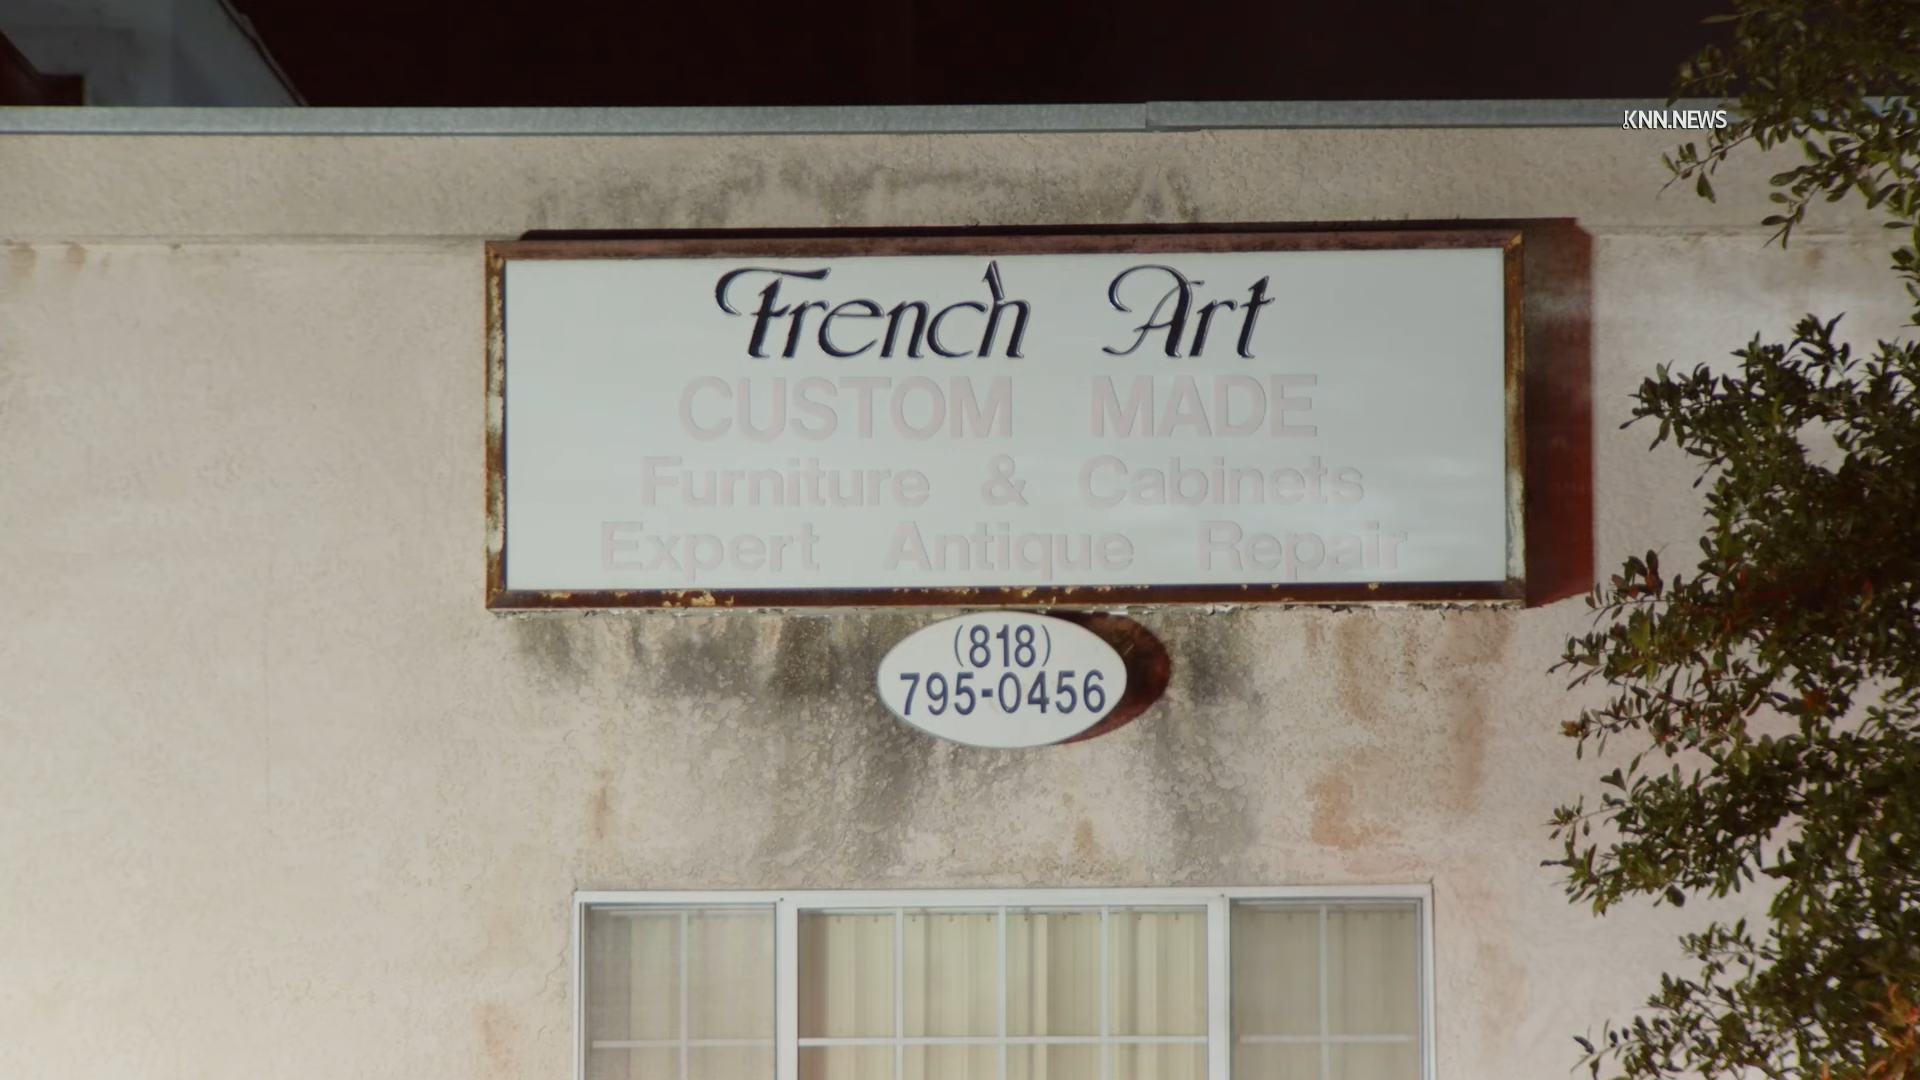 KNN.NEWS
French Art
CUSTOM MADE
Furniture & Cabinets
Expert Antique Repair
(818)
795-0456